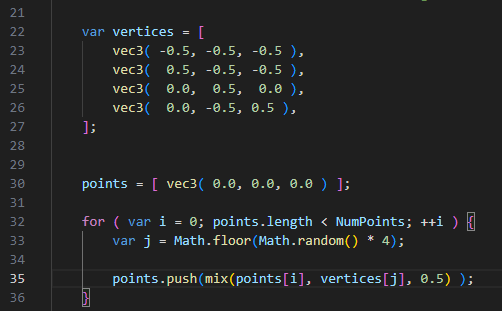 21
22 var vertices = [
23 vec3( -0.5, -0.5, -0.5 ),
24 vec3(  0.5, -0.5, -0.5 ),
25 vec3(  0.0,  0.5,  0.0 ),
26 vec3(  0.0, -0.5, 0.5 ),
27 ];
28
29
30 points = [ vec3( 0.0, 0.0, 0.0 ) ];
31
32 for ( var i = 0; points.length < NumPoints; ++i ) {
33 var j = Math.floor(Math.random() * 4);
34
35 points.push(mix(points[i], vertices[j], 0.5) );
36 }